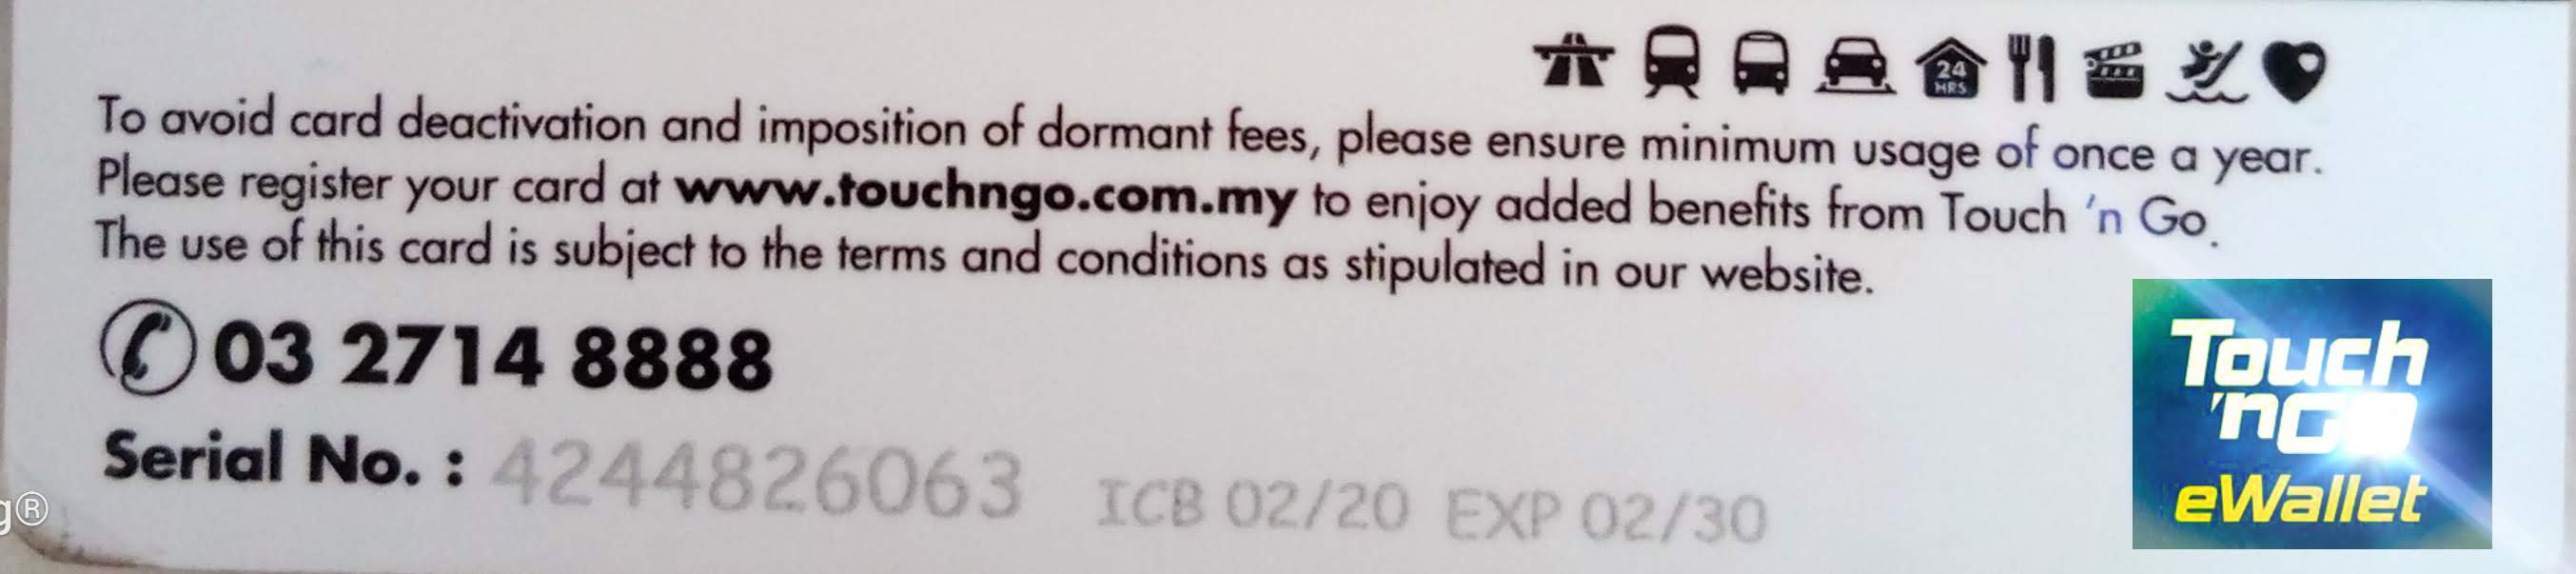 24
HRS
To avoid card deactivation and imposition of dormant fees, please ensure minimum usage of once a year.
Please register your card at www.touchngo.com.my to enjoy added benefits from Touch 'n Go.
The use of this card is subject to the terms and conditions as stipulated in our website.
03 2714 8888
Serial No. : 4244826063 ICB 02/20 EXP 02/30
g®
Touch
'nGO
eWallet